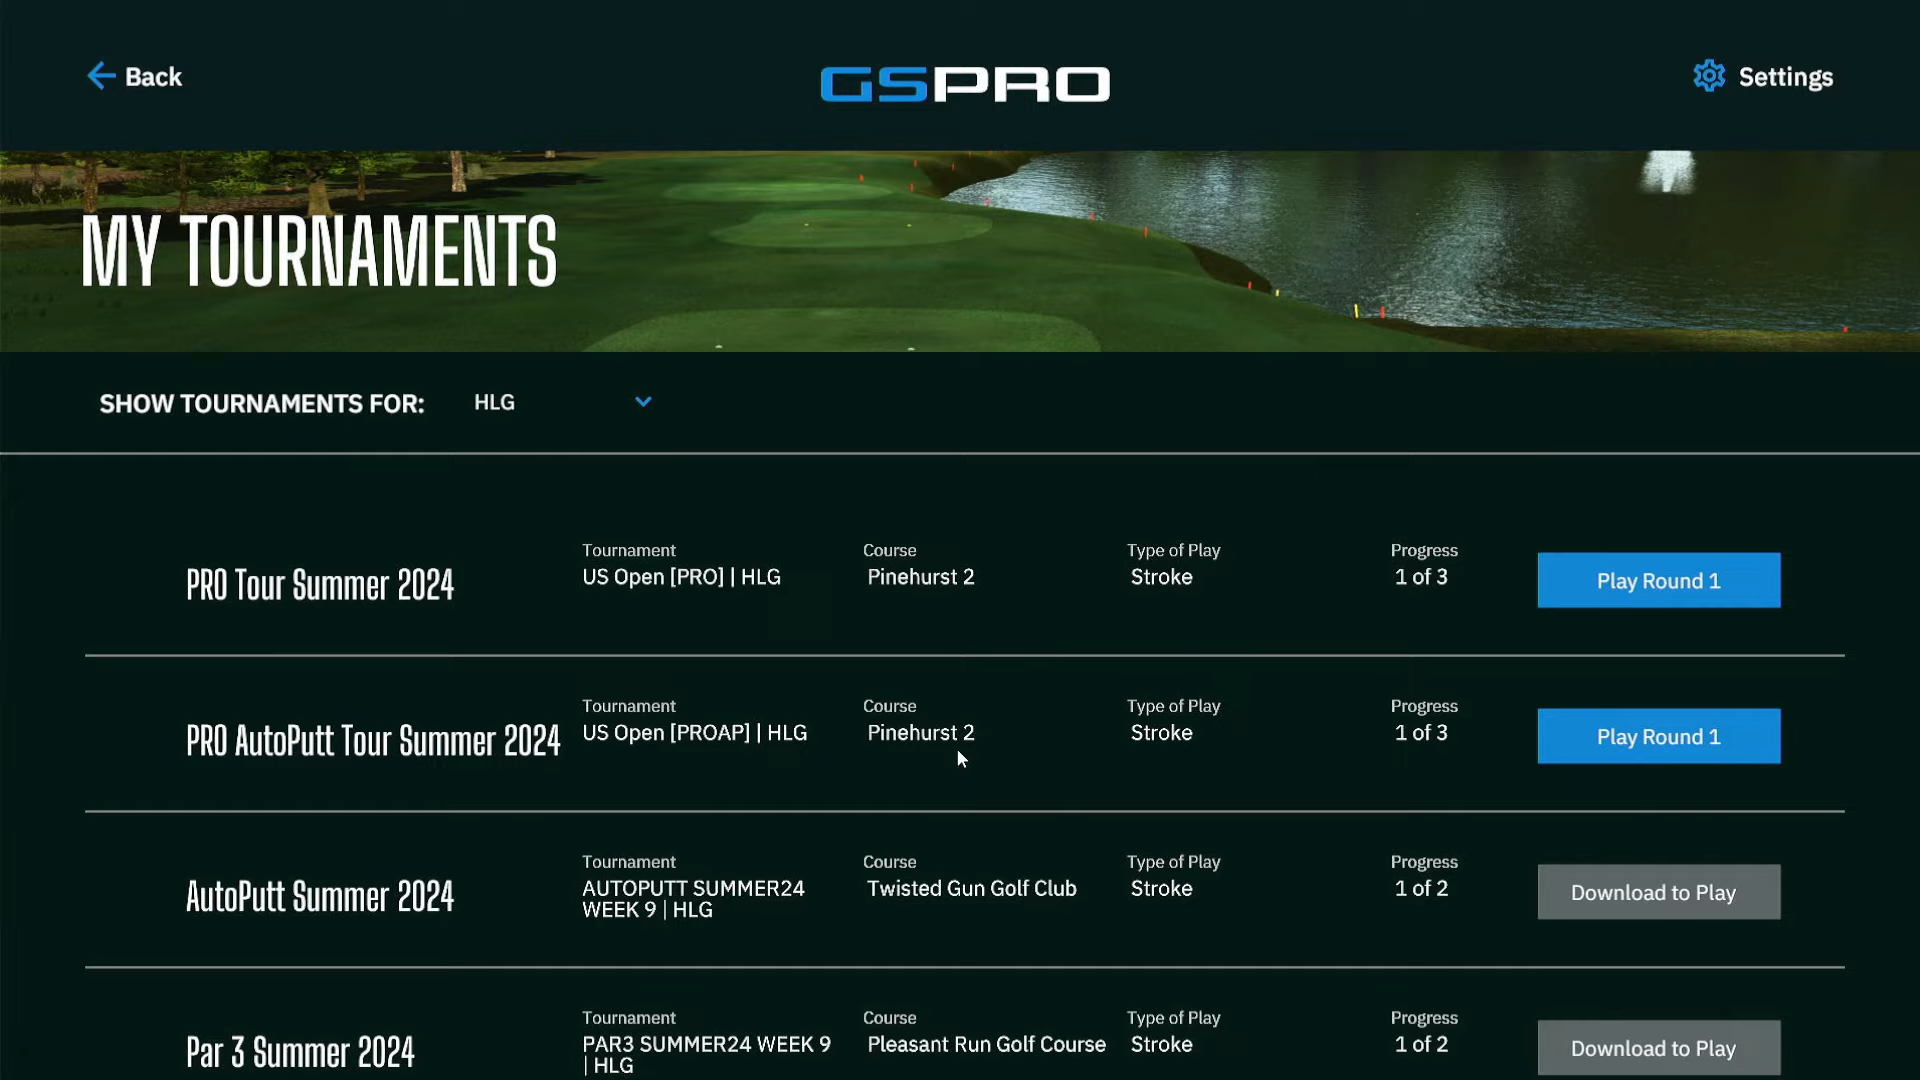 Back
GSPRO
Settings
MY TOURNAMENTS
SHOW TOURNAMENTS FOR: HLG
PRO Tour Summer 2024
Tournament
US Open [PRO] | HLG
Course
Pinehurst 2
Type of Play
Stroke
Progress
1 of 3
Play Round 1
PRO AutoPutt Tour Summer 2024
Tournament
US Open [PROAP] | HLG
Course
Pinehurst 2
Type of Play
Stroke
Progress
1 of 3
Play Round 1
AutoPutt Summer 2024
Tournament
AUTOPUTT SUMMER24
WEEK 9 | HLG
Course
Twisted Gun Golf Club
Type of Play
Stroke
Progress
1 of 2
Download to Play
Par 3 Summer 2024
Tournament
PAR3 SUMMER24 WEEK 9
| HLG
Course
Pleasant Run Golf Course
Type of Play
Stroke
Progress
1 of 2
Download to Play